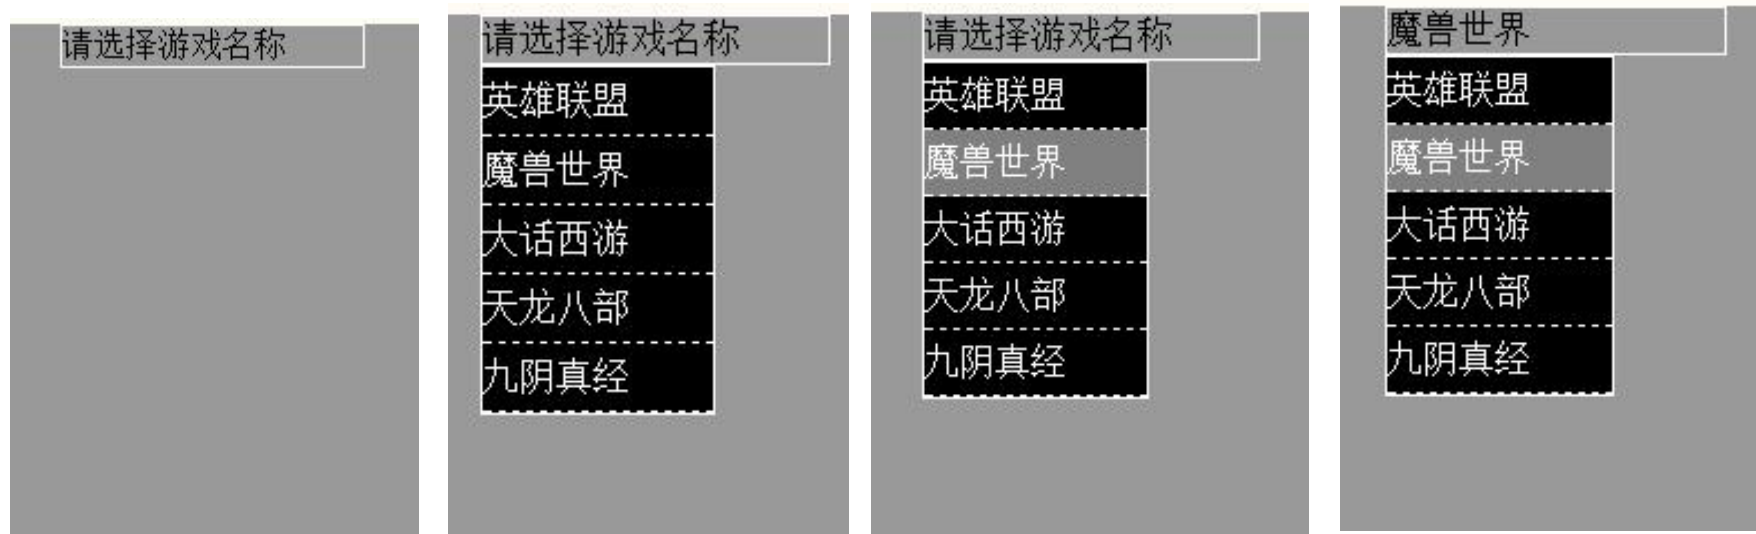 请选择游戏名称
请选择游戏名称
英雄联盟
魔兽世界
大话西游
天龙八部
九阴真经
请选择游戏名称
英雄联盟
魔兽世界
大话西游
天龙八部
九阴真经
魔兽世界
英雄联盟
魔兽世界
大话西游
天龙八部
九阴真经